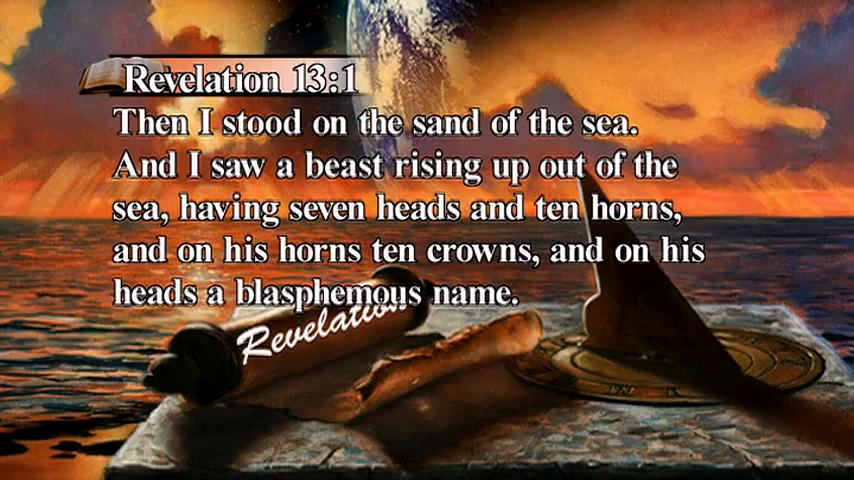 Revelation 13:1
Then I stood on the sand of the sea.
And I saw a beast rising up out of the
sea, having seven heads and ten horns,
and on his horns ten crowns, and on his
heads a blasphemous name.
Revelation